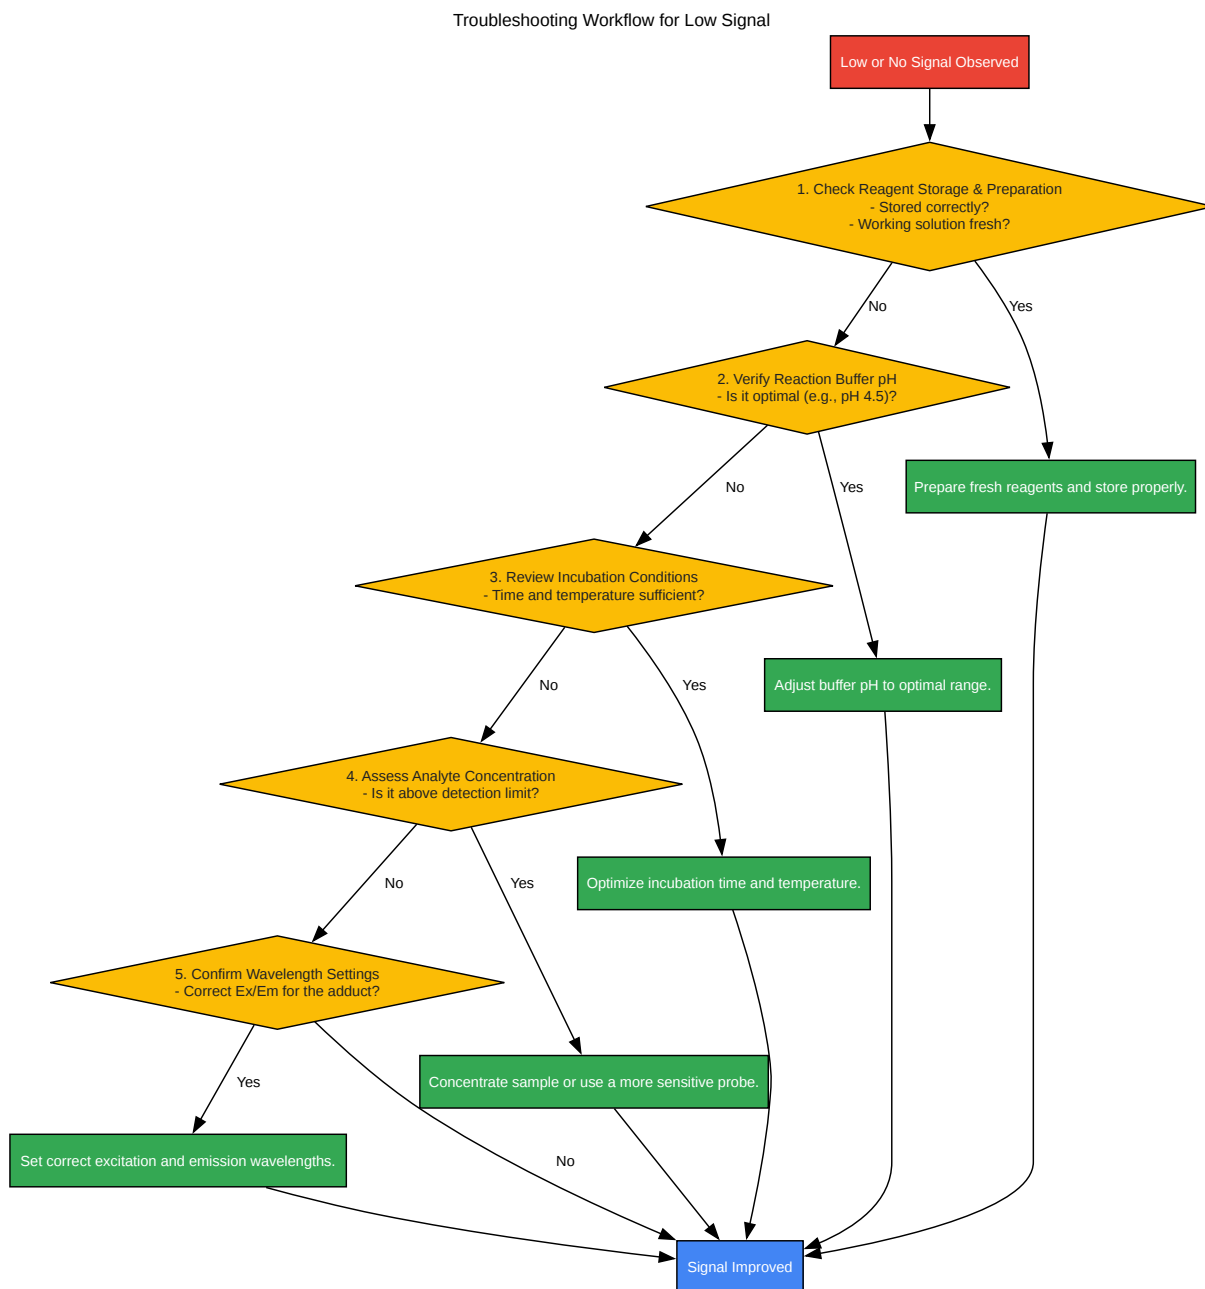 Troubleshooting Workflow for Low Signal
Low or No Signal Observed
1. Check Reagent Storage & Preparation
- Stored correctly?
- Working solution fresh?
No
Yes
2. Verify Reaction Buffer pH
- Is it optimal (e.g., pH 4.5)?
No
Yes
Prepare fresh reagents and store properly.
3. Review Incubation Conditions
- Time and temperature sufficient?
No
Yes
Adjust buffer pH to optimal range.
4. Assess Analyte Concentration
- Is it above detection limit?
No
Yes
Optimize incubation time and temperature.
5. Confirm Wavelength Settings
- Correct Ex/Em for the adduct?
Yes
Concentrate sample or use a more sensitive probe.
No
Set correct excitation and emission wavelengths.
Signal Improved